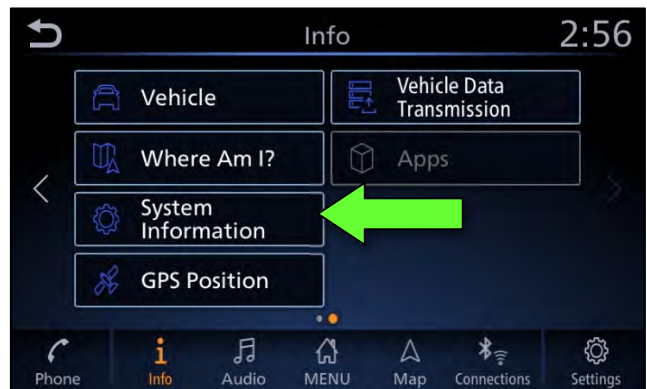 Info
2:56
Vehicle
Vehicle Data
Transmission
Where Am I?
Apps
System
Information
GPS Position
Phone
Info
Audio
MENU
Map
Connections
Settings